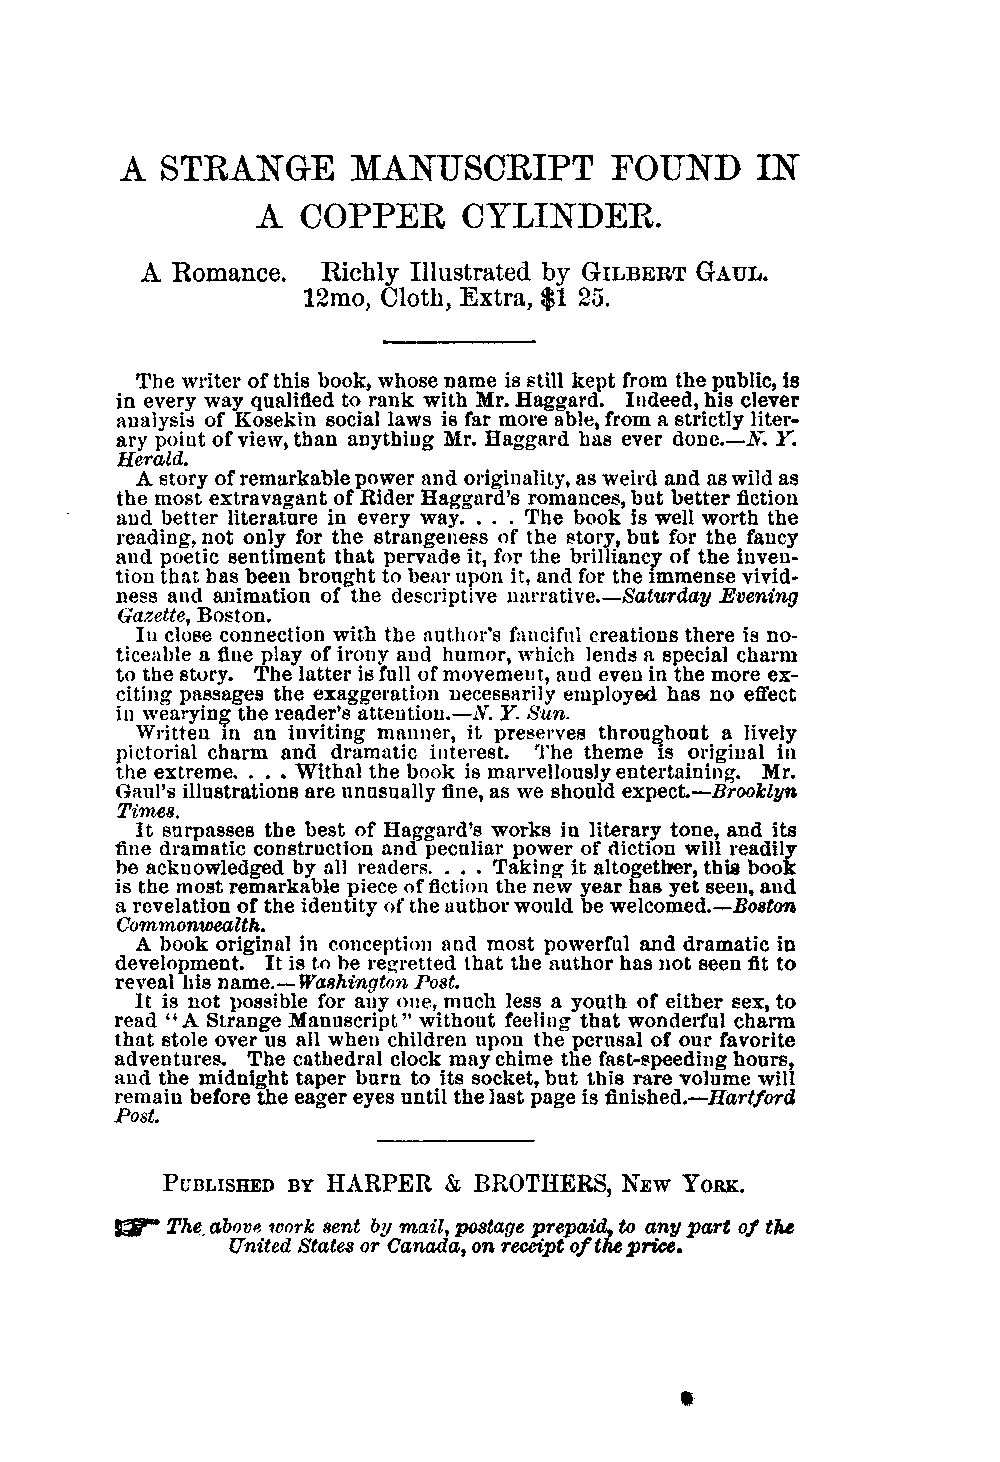 A STRANGE MANUSCRIPT FOUND IN
A COPPER CYLINDER.
A Romance. Richly Illustrated by GILBERT GAUL.
12mo, Cloth, Extra, $1 25.
The writer of this book, whose name is still kept from the public, is
in every way qualified to rank with Mr. Haggard. Indeed, his clever
analysis of Kosekin social laws is far more able, from a strictly liter-
ary point of view, than anything Mr. Haggard has ever done.—N. Y.
Herald.
A story of remarkable power and originality, as weird and as wild as
the most extravagant of Rider Haggard's romances, but better fiction
and better literature in every way. . . . The book is well worth the
reading, not only for the strangeness of the story, but for the fancy
and poetic sentiment that pervade it, for the brilliancy of the inven-
tion that has been brought to bear upon it, and for the immense vivid-
ness and animation of the descriptive narrative.—Saturday Evening
Gazette, Boston.
In close connection with the author's fanciful creations there is no-
ticeable a fine play of irony and humor, which lends a special charm
to the story. The latter is full of movement, and even in the more ex-
citing passages the exaggeration necessarily employed has no effect
in wearying the reader's attention.—N. Y. Sun.
Written in an inviting manner, it preserves throughout a lively
pictorial charm and dramatic interest. The theme is original in
the extreme. . . . Withal the book is marvellously entertaining. Mr.
Gaul's illustrations are unusually fine, as we should expect.—Brooklyn
Times.
It surpasses the best of Haggard's works in literary tone, and its
fine dramatic construction and peculiar power of diction will readily
be acknowledged by all readers. . . . Taking it altogether, this book
is the most remarkable piece of fiction the new year has yet seen, and
a revelation of the identity of the author would be welcomed.—Boston
Commonwealth.
A book original in conception and most powerful and dramatic in
development. It is to be regretted that the author has not seen fit to
reveal his name.—Washington Post.
It is not possible for any one, much less a youth of either sex, to
read "A Strange Manuscript" without feeling that wonderful charm
that stole over us all when children upon the perusal of our favorite
adventures. The cathedral clock may chime the fast-speeding hours,
and the midnight taper burn to its socket, but this rare volume will
remain before the eager eyes until the last page is finished.—Hartford
Post.
PUBLISHED BY HARPER & BROTHERS, NEW YORK.
☞ The above work sent by mail, postage prepaid, to any part of the
United States or Canada, on receipt of the price.